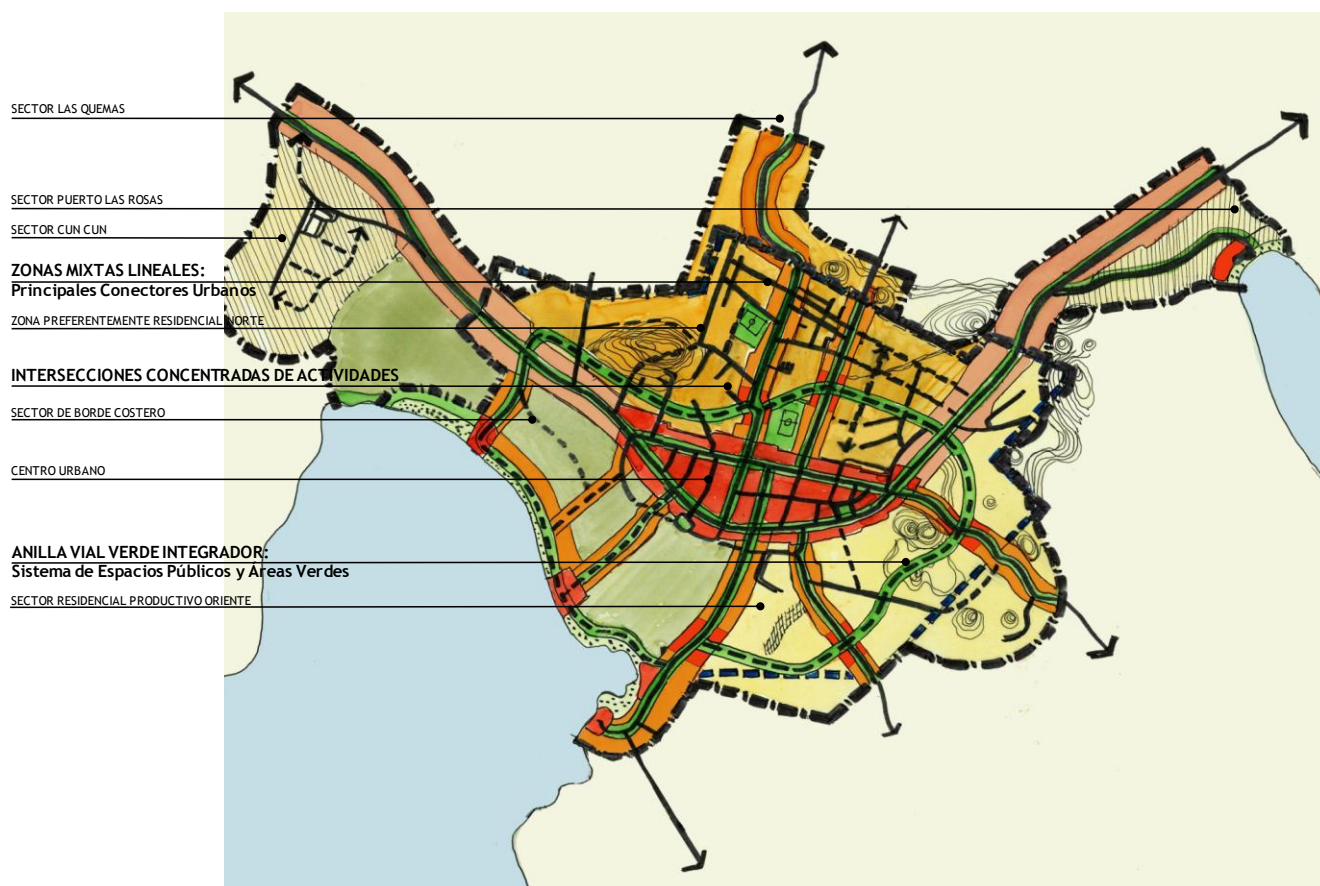 SECTOR LAS QUEMAS
SECTOR PUERTO LAS ROSAS
SECTOR CUN CUN
ZONAS MIXTAS LINEALES:
Principales Conectores Urbanos
ZONA PREFERENTEMENTE RESIDENCIAL NORTE
INTERSECCIONES CONCENTRADAS DE ACTIVIDADES
SECTOR DE BORDE COSTERO
CENTRO URBANO
ANILLA VIAL VERDE INTEGRADOR:
Sistema de Espacios Públicos y Áreas Verdes
SECTOR RESIDENCIAL PRODUCTIVO ORIENTE